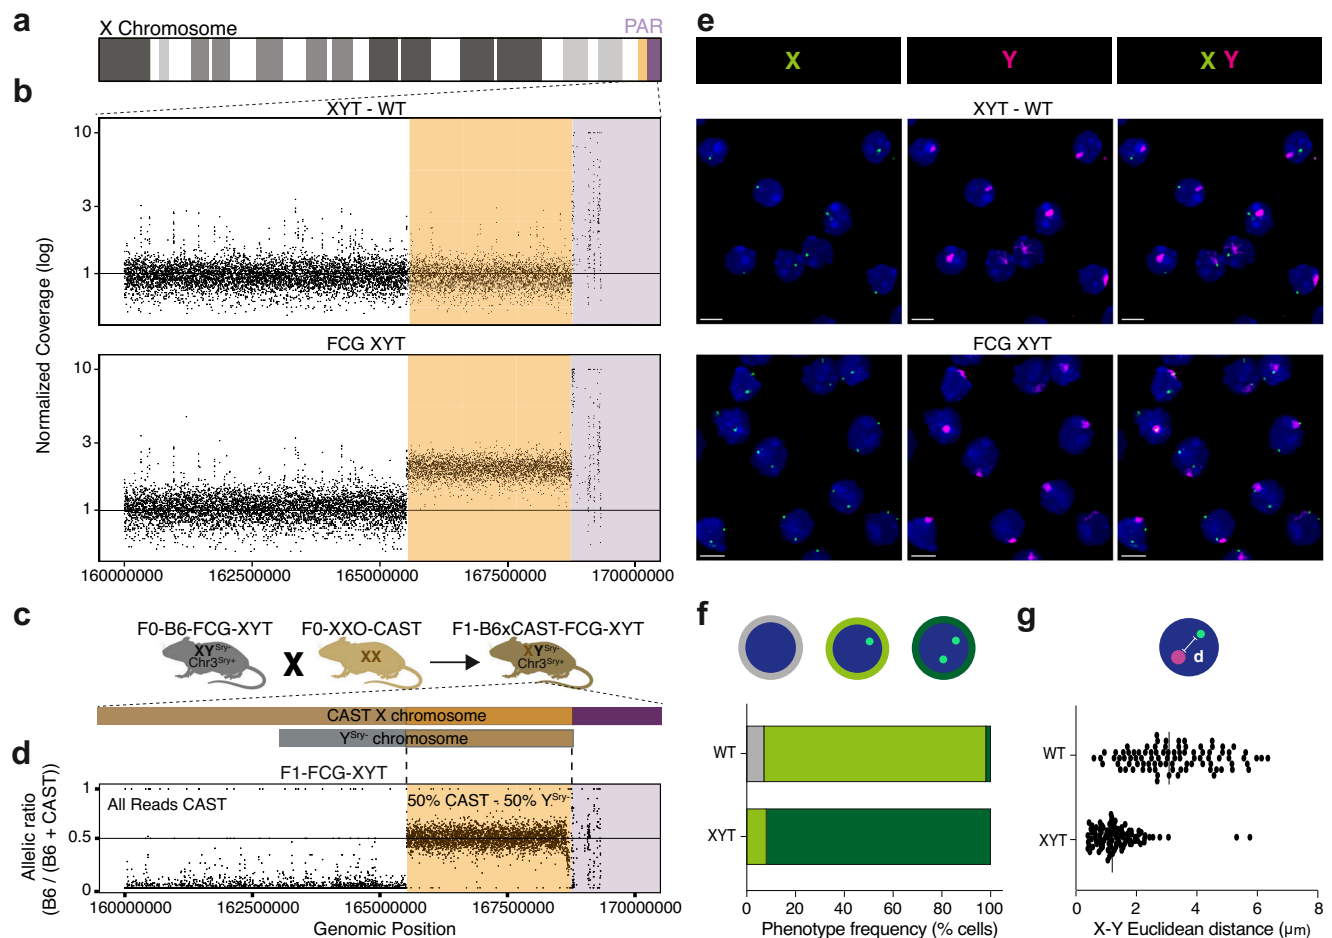 a
X Chromosome
PAR
b
XYT - WT
10
3
1
FCG XYT
10
3
1
Normalized Coverage (log)
160000000 162500000 165000000 167500000 170000000
c
F0-B6-FCG-XYT F0-XXO-CAST F1-B6xCAST-FCG-XYT
XY^Sry-
Chr3^Sry+
X
XX
XY^Sry-
Chr3^Sry+
CAST X chromosome
Y^Sry- chromosome
d
F1-FCG-XYT
All Reads CAST
50% CAST - 50% Y^Sry-
1
0.5
0
Allelic ratio
(B6 / (B6 + CAST))
160000000 162500000 165000000 167500000 170000000
Genomic Position
e
X Y X Y
XYT - WT
FCG XYT
f
WT
XYT
0 20 40 60 80 100
Phenotype frequency (% cells)
g
d
WT
XYT
0 2 4 6 8
X-Y Euclidean distance (µm)